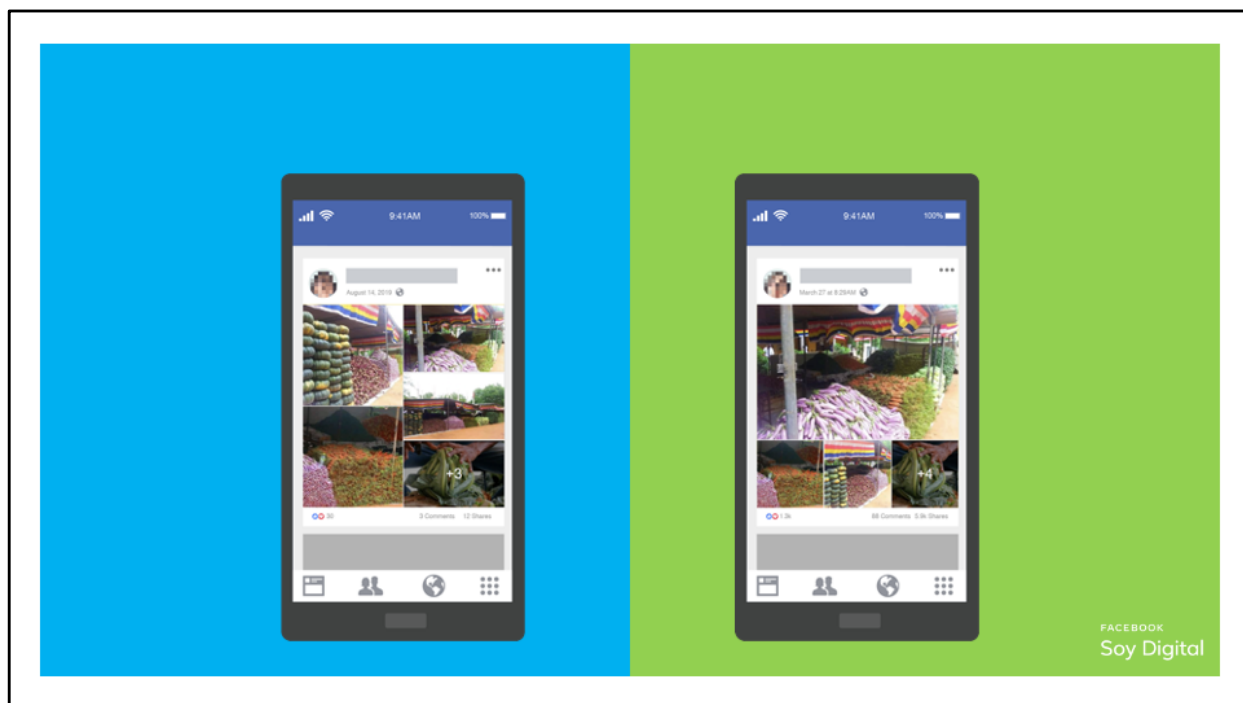 9:41AM
100%
August 14, 2019
+3
30
3 Comments
12 Shares
9:41AM
100%
March 27 at 8:29AM
+4
1.3k
88 Comments
3.9k Shares
FACEBOOK
Soy Digital